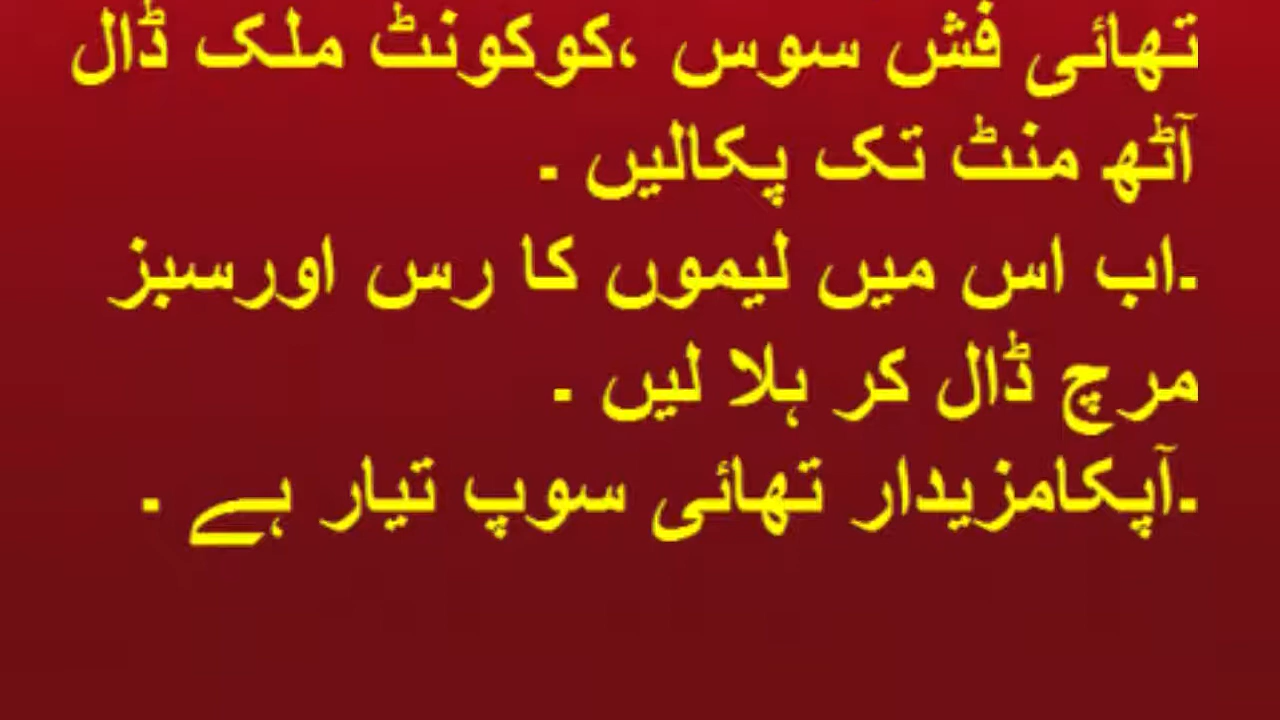 تھائی فش سوس ،کوکونٹ ملک ڈال
آٹھ منٹ تک پکالیں ۔
۔اب اس میں لیموں کا رس اورسبز
مرچ ڈال کر ہلا لیں ۔
۔آپکامزیدار تھائی سوپ تیار ہے ۔